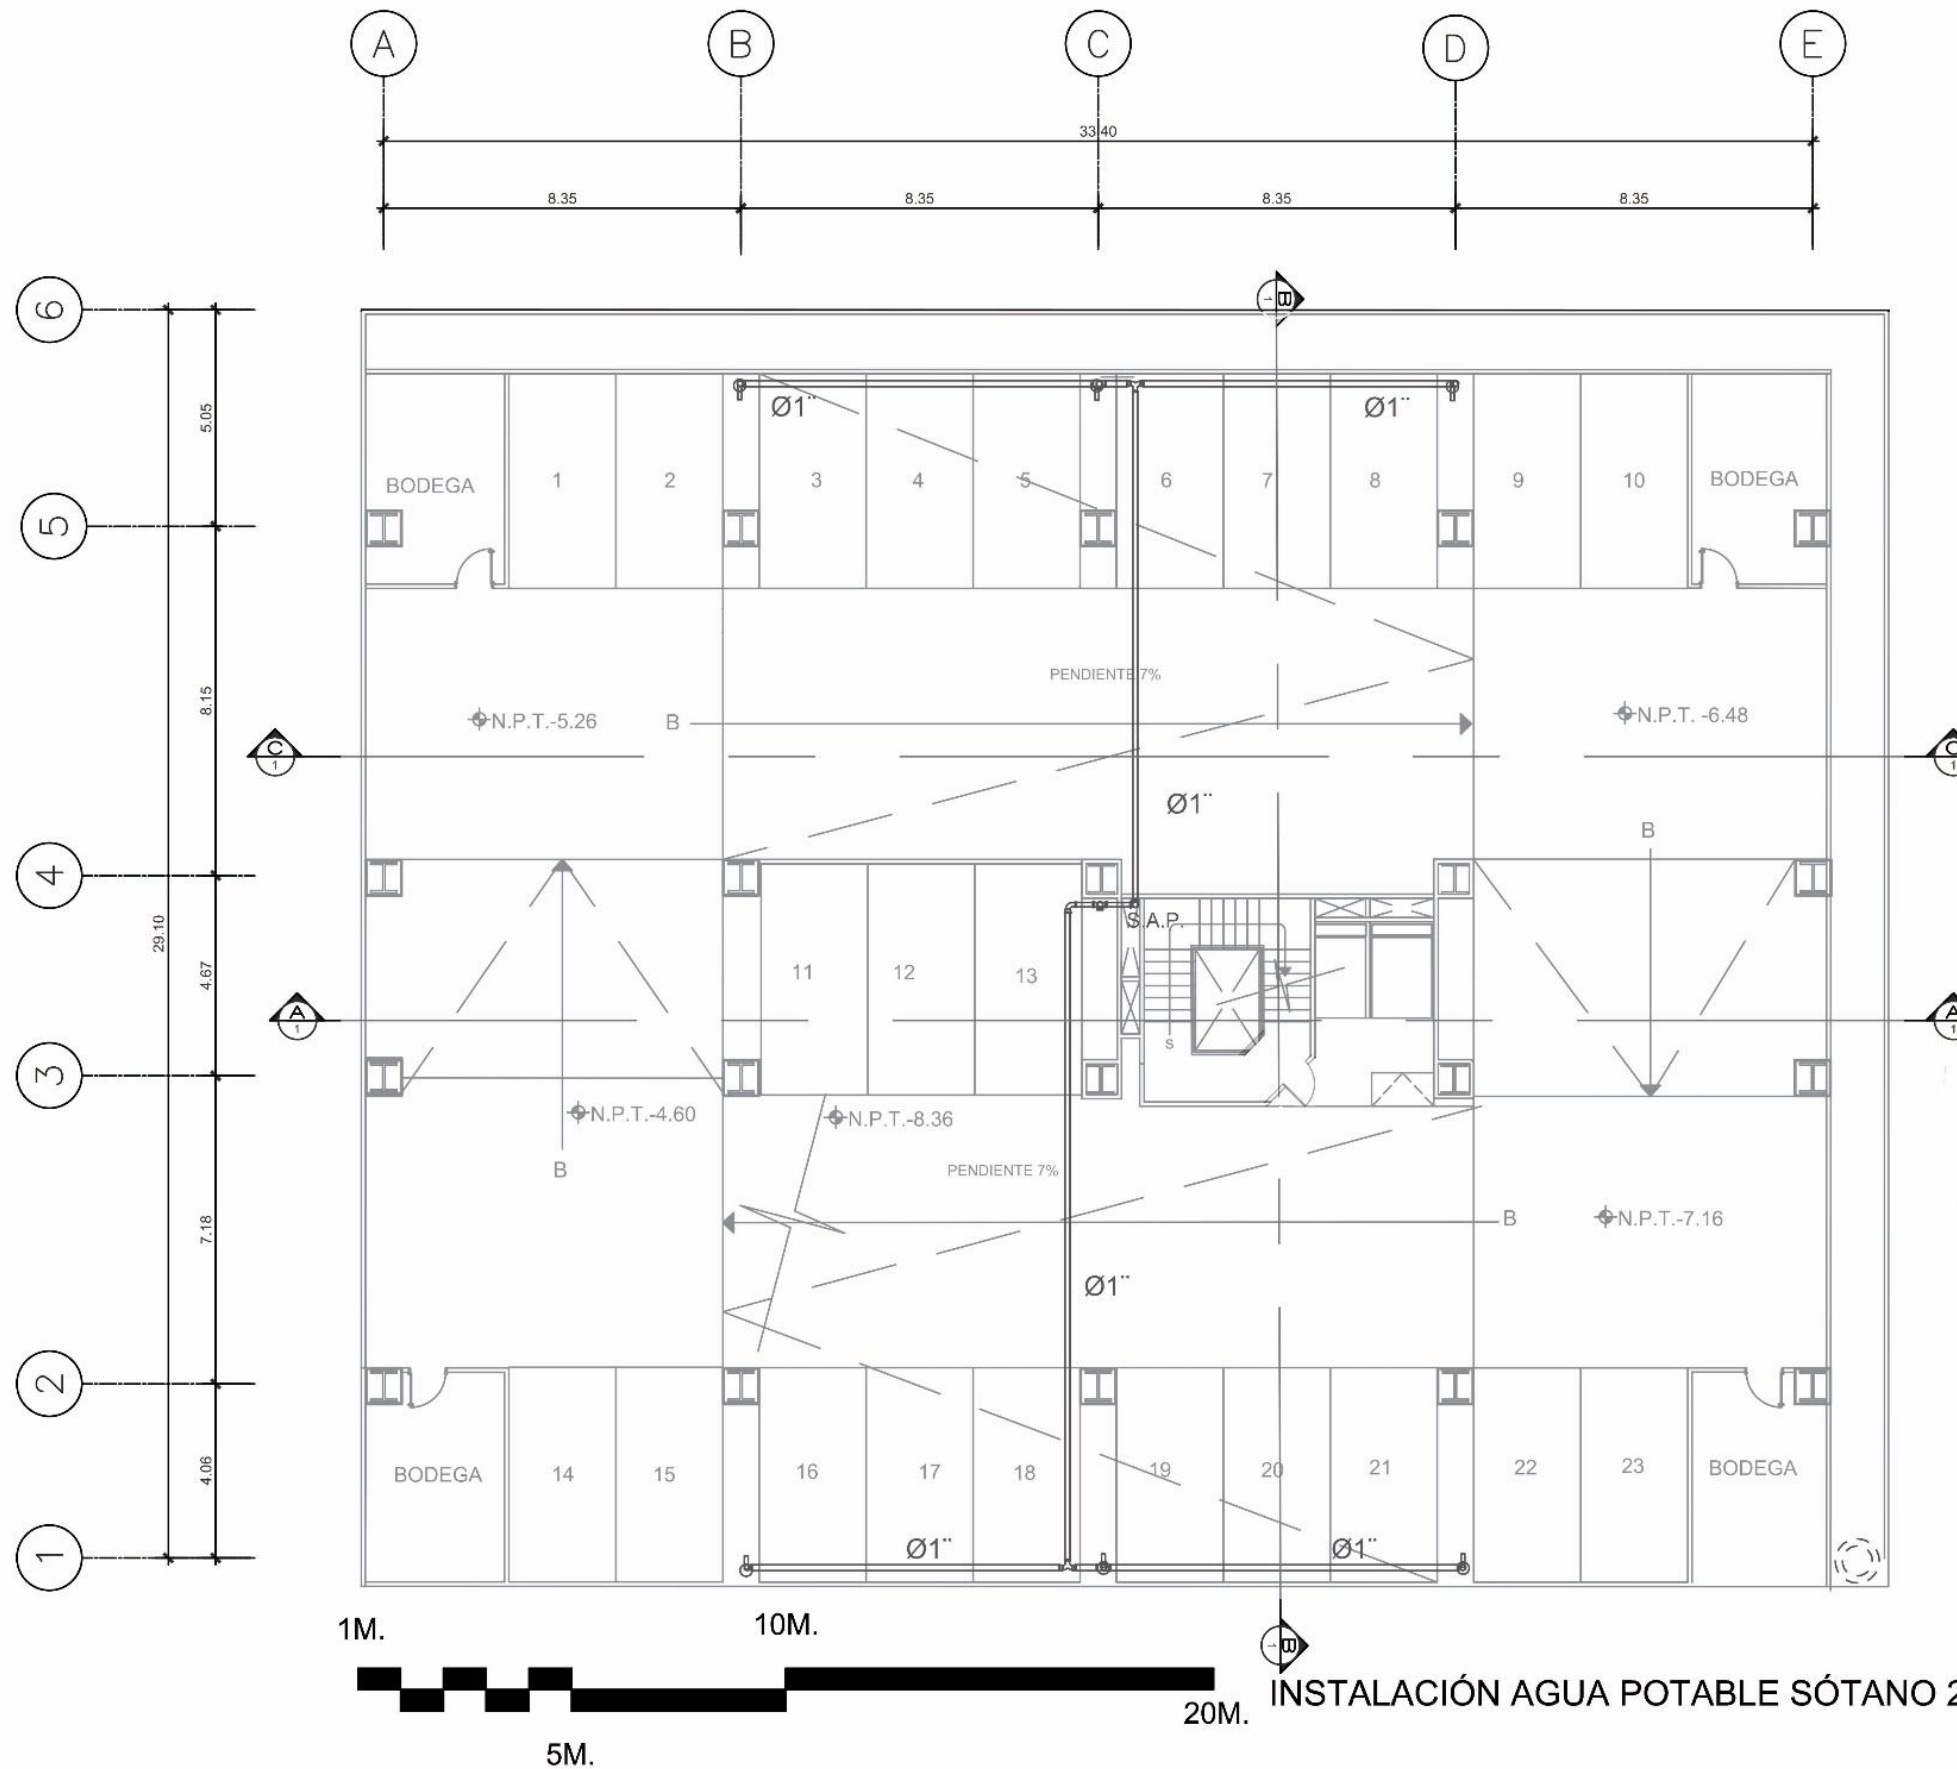 A B C D E
33.40
8.35 8.35 8.35 8.35
6
5
4
3
2
1
5.05
8.15
4.67
7.18
4.06
29.10
B
1
Ø1¨ Ø1¨
BODEGA 1 2 3 4 5 6 7 8 9 10 BODEGA
PENDIENTE 7%
N.P.T.-5.26 B N.P.T. -6.48
C
1
C
1
Ø1¨
B
S.A.P.
11 12 13
A
1
A
1
S
N.P.T.-4.60 N.P.T.-8.36
B PENDIENTE 7%
B N.P.T.-7.16
Ø1¨
BODEGA 14 15 16 17 18 19 20 21 22 23 BODEGA
Ø1¨ Ø1¨
1M. 10M.
B
1
INSTALACIÓN AGUA POTABLE SÓTANO 2
20M.
5M.